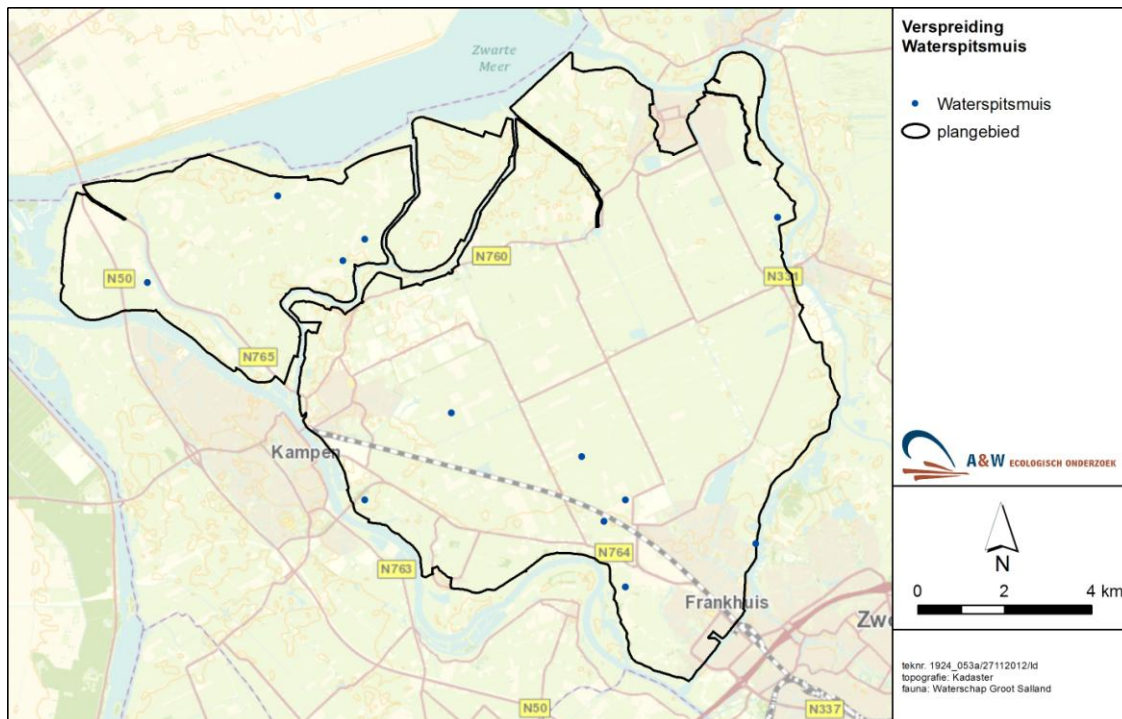 Verspreiding
Waterspitsmuis
Waterspitsmuis
plangebied
Zwarte
Meer
N760
N50
N331
N765
Kampen
N764
N763
Frankhuis
Zwo
N50
N337
A&W ECOLOGISCH ONDERZOEK
N
0 2 4 km
teknr. 1924_053a/27112012/ld
topografie: Kadaster
fauna: Waterschap Groot Salland